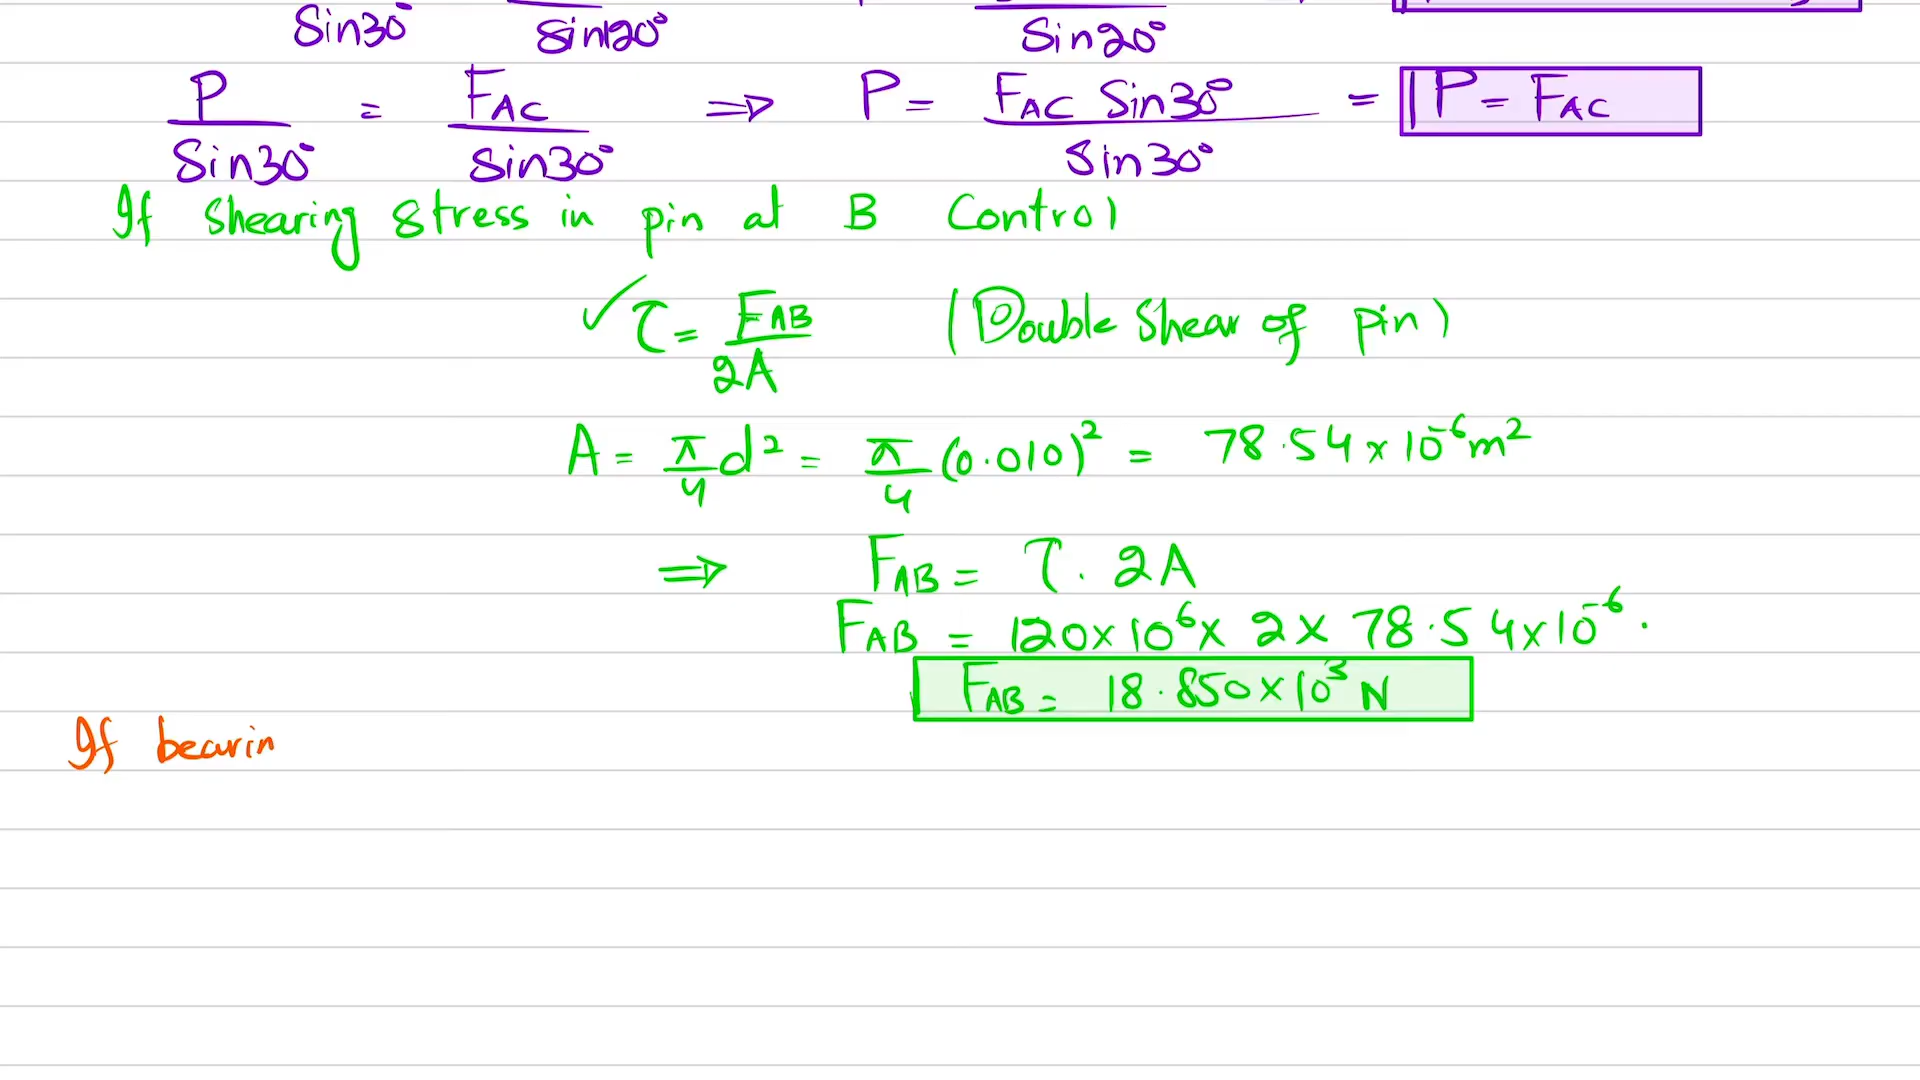 Sin30° Sin120° Sin20°
P/Sin30° = FAC/Sin30° ⇒ P = FAC Sin30°/Sin30° = P = FAC
If Shearing Stress in pin at B Control
✓ τ = FAB/2A (Double Shear of pin)
A = π/4 d² = π/4 (0.010)² = 78.54 × 10⁻⁶ m²
⇒ FAB = τ. 2A
FAB = 120×10⁶ × 2 × 78.54×10⁻⁶.
FAB = 18.850×10³ N
If bearin